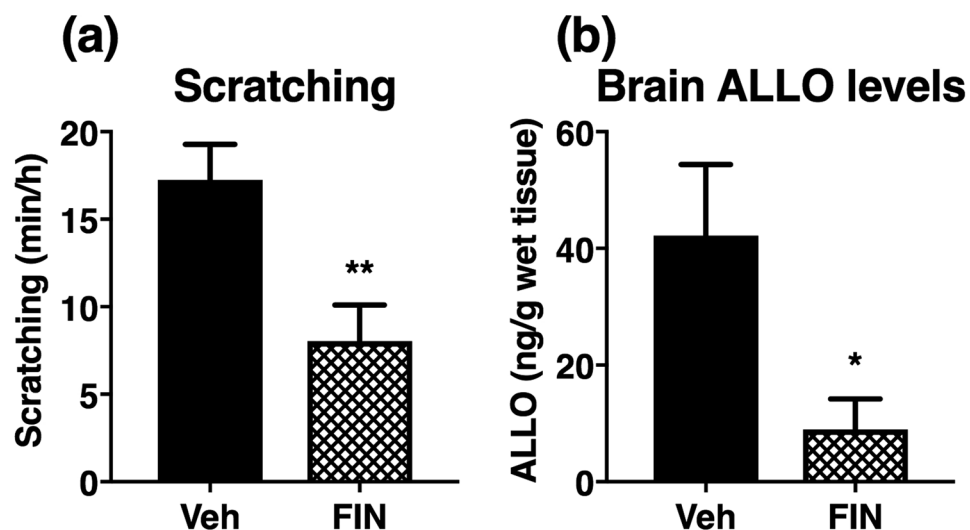 (a)
Scratching
Scratching (min/h)
20
15
10
5
0
**
Veh
FIN
(b)
Brain ALLO levels
ALLO (ng/g wet tissue)
60
40
20
0
*
Veh
FIN